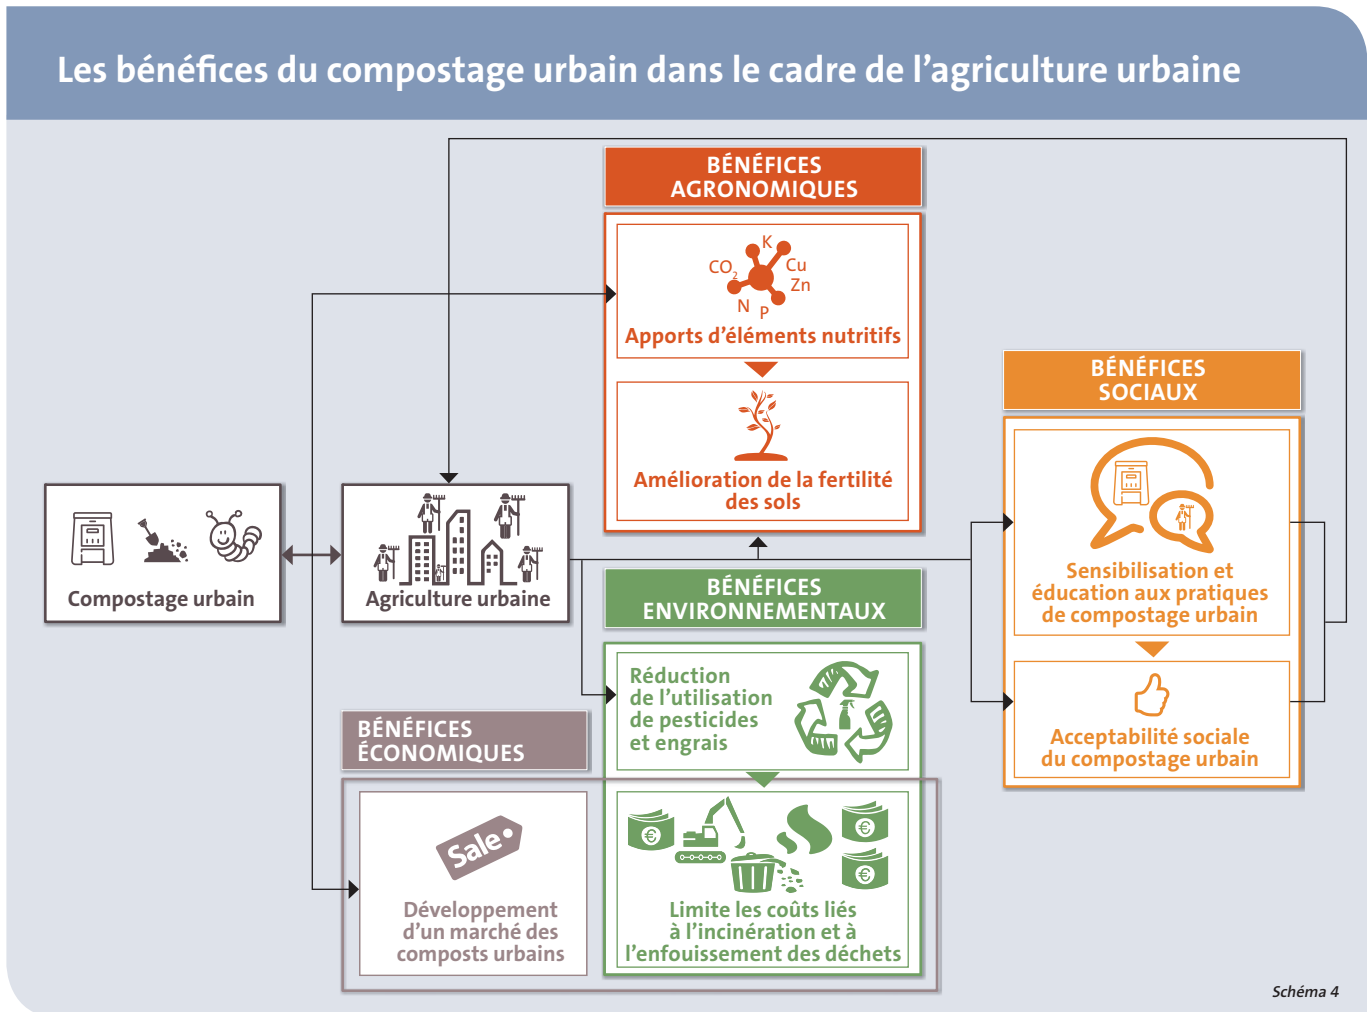 Les bénéfices du compostage urbain dans le cadre de l’agriculture urbaine
BÉNÉFICES
AGRONOMIQUES
K
CO2
Cu
Zn
N
P
Apports d’éléments nutritifs
Amélioration de la fertilité
des sols
BÉNÉFICES
SOCIAUX
Sensibilisation et
éducation aux pratiques
de compostage urbain
Acceptabilité sociale
du compostage urbain
Compostage urbain
Agriculture urbaine
BÉNÉFICES
ENVIRONNEMENTAUX
Réduction
de l’utilisation
de pesticides
et engrais
€
€
€
Limite les coûts liés
à l’incinération et à
l’enfouissement des déchets
BÉNÉFICES
ÉCONOMIQUES
Sale
Développement
d’un marché des
composts urbains
Schéma 4